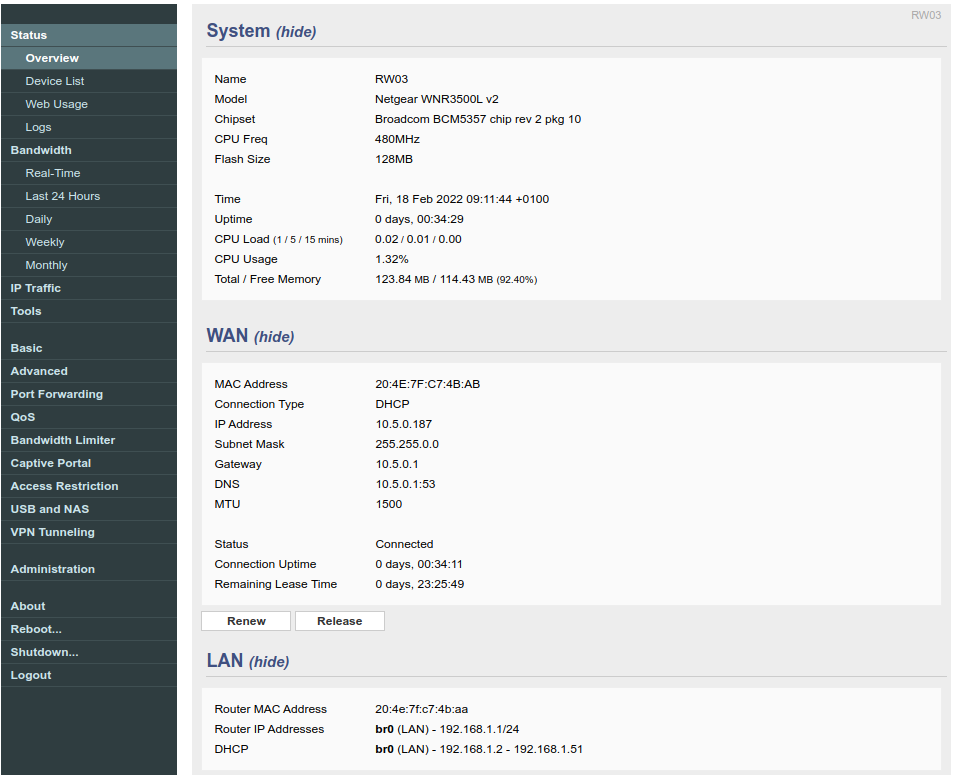 Status
Overview
Device List
Web Usage
Logs
Bandwidth
Real-Time
Last 24 Hours
Daily
Weekly
Monthly
IP Traffic
Tools
Basic
Advanced
Port Forwarding
QoS
Bandwidth Limiter
Captive Portal
Access Restriction
USB and NAS
VPN Tunneling
Administration
About
Reboot...
Shutdown...
Logout
RW03
System (hide)
Name RW03
Model Netgear WNR3500L v2
Chipset Broadcom BCM5357 chip rev 2 pkg 10
CPU Freq 480MHz
Flash Size 128MB
Time Fri, 18 Feb 2022 09:11:44 +0100
Uptime 0 days, 00:34:29
CPU Load (1 / 5 / 15 mins) 0.02 / 0.01 / 0.00
CPU Usage 1.32%
Total / Free Memory 123.84 MB / 114.43 MB (92.40%)
WAN (hide)
MAC Address 20:4E:7F:C7:4B:AB
Connection Type DHCP
IP Address 10.5.0.187
Subnet Mask 255.255.0.0
Gateway 10.5.0.1
DNS 10.5.0.1:53
MTU 1500
Status Connected
Connection Uptime 0 days, 00:34:11
Remaining Lease Time 0 days, 23:25:49
Renew Release
LAN (hide)
Router MAC Address 20:4e:7f:c7:4b:aa
Router IP Addresses br0 (LAN) - 192.168.1.1/24
DHCP br0 (LAN) - 192.168.1.2 - 192.168.1.51